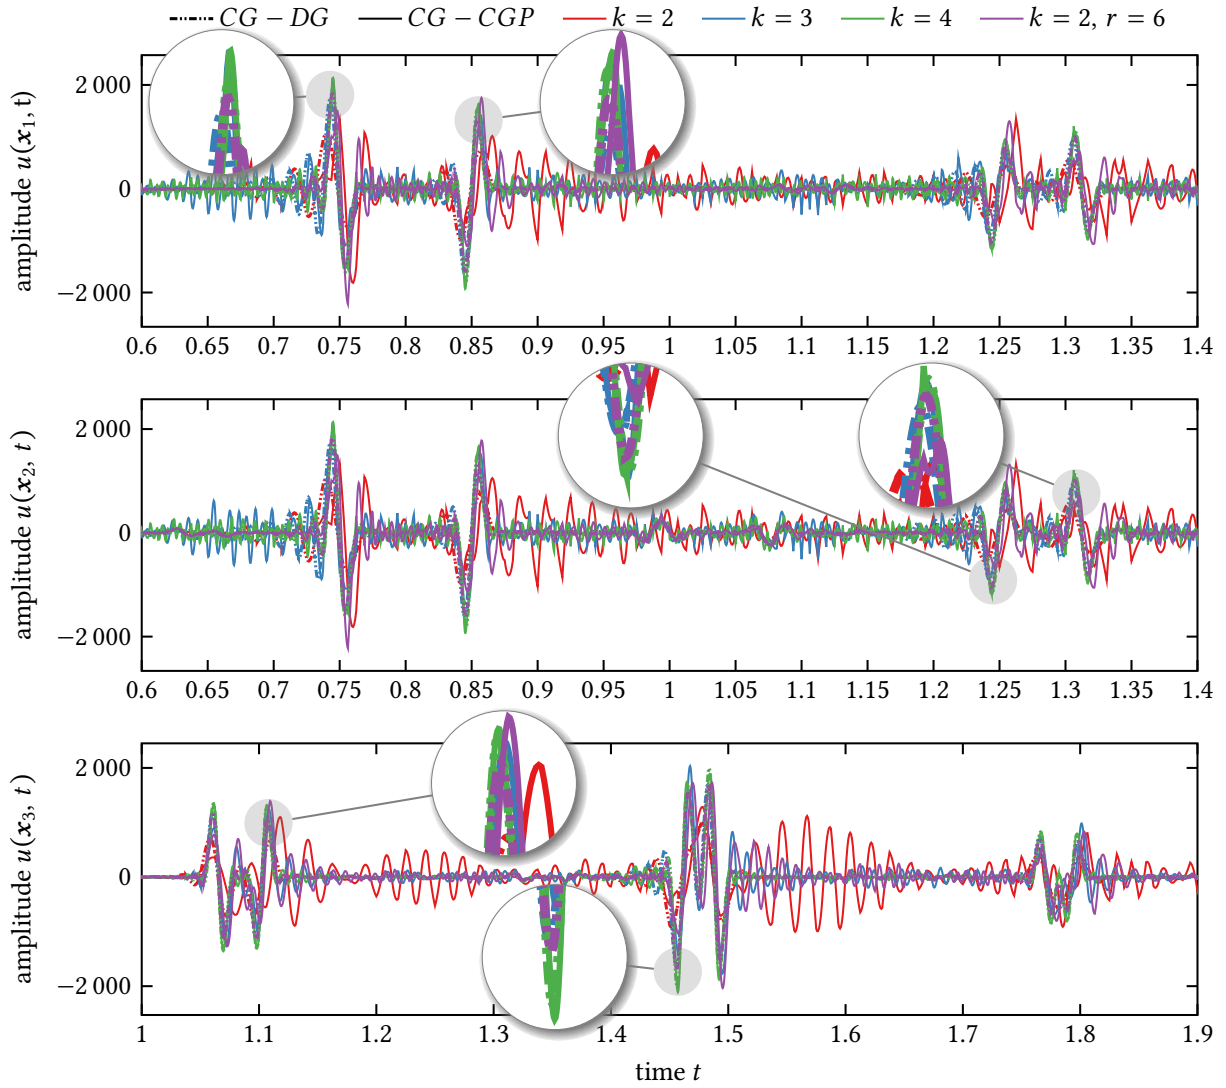 CG – DG CG – CGP k = 2 k = 3 k = 4 k = 2, r = 6
amplitude u(x₁, t)
2 000
0
−2 000
0.6 0.65 0.7 0.75 0.8 0.85 0.9 0.95 1 1.05 1.1 1.15 1.2 1.25 1.3 1.35 1.4
amplitude u(x₂, t)
2 000
0
−2 000
0.6 0.65 0.7 0.75 0.8 0.85 0.9 0.95 1 1.05 1.1 1.15 1.2 1.25 1.3 1.35 1.4
amplitude u(x₃, t)
2 000
0
−2 000
1 1.1 1.2 1.3 1.4 1.5 1.6 1.7 1.8 1.9
time t